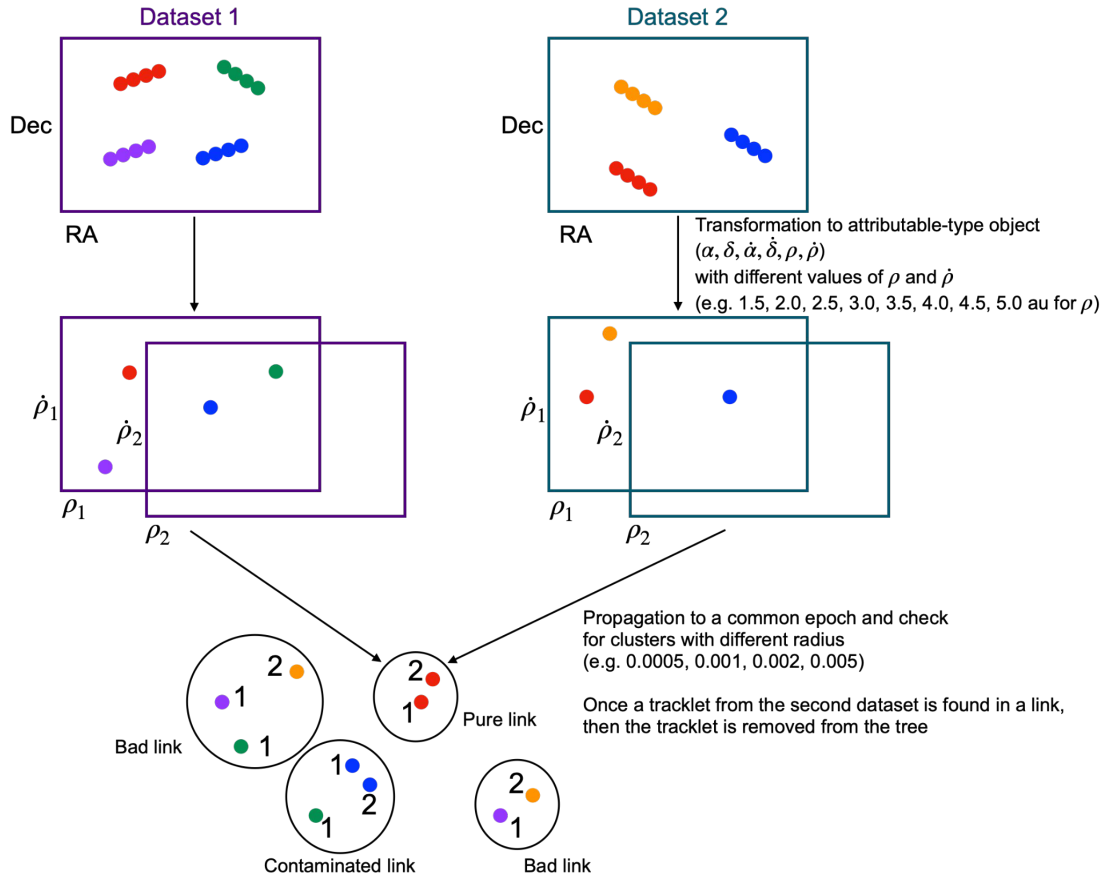 Dataset 1
Dataset 2
Dec
Dec
RA
RA
Transformation to attributable-type object
(α, δ, α̇, δ̇, ρ, ρ̇)
with different values of ρ and ρ̇
(e.g. 1.5, 2.0, 2.5, 3.0, 3.5, 4.0, 4.5, 5.0 au for ρ)
ρ̇₁
ρ̇₂
ρ₁
ρ₂
ρ̇₁
ρ̇₂
ρ₁
ρ₂
Propagation to a common epoch and check
for clusters with different radius
(e.g. 0.0005, 0.001, 0.002, 0.005)
Once a tracklet from the second dataset is found in a link,
then the tracklet is removed from the tree
2
1
1
Bad link
2
1
Pure link
1
2
1
Contaminated link
2
1
Bad link